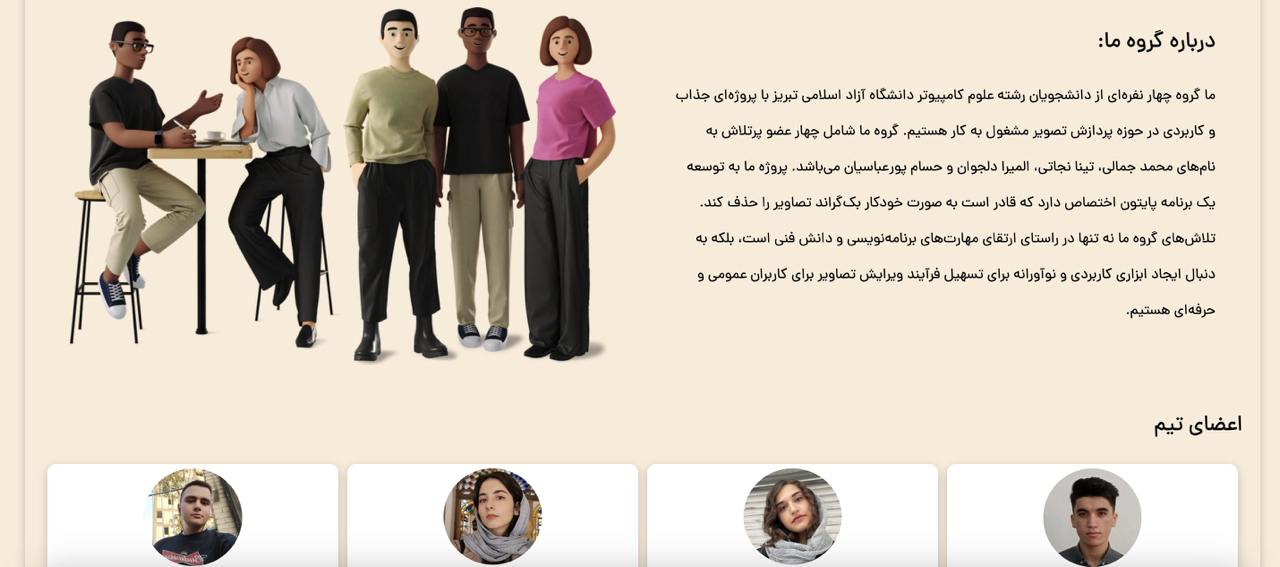 درباره گروه ما:
ما گروه چهار نفره‌ای از دانشجویان رشته علوم کامپیوتر دانشگاه آزاد اسلامی تبریز با پروژه‌ای جذاب
و کاربردی در حوزه پردازش تصویر مشغول به کار هستیم. گروه ما شامل چهار عضو پرتلاش به
نام‌های محمد جمالی، تینا نجاتی، المیرا دلجوان و حسام پورعباسیان می‌باشد. پروژه ما به توسعه
یک برنامه پایتون اختصاص دارد که قادر است به صورت خودکار بک‌گراند تصاویر را حذف کند.
تلاش‌های گروه ما نه تنها در راستای ارتقای مهارت‌های برنامه‌نویسی و دانش فنی است، بلکه به
دنبال ایجاد ابزاری کاربردی و نوآورانه برای تسهیل فرآیند ویرایش تصاویر برای کاربران عمومی و
حرفه‌ای هستیم.
اعضای تیم